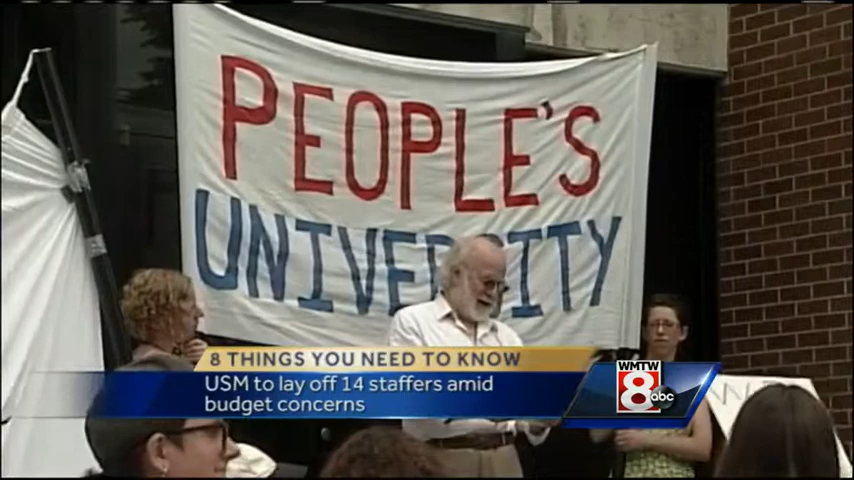 PEOPLE'S
UNIVERSITY
8 THINGS YOU NEED TO KNOW
USM to lay off 14 staffers amid
budget concerns
WMTW
8
abc